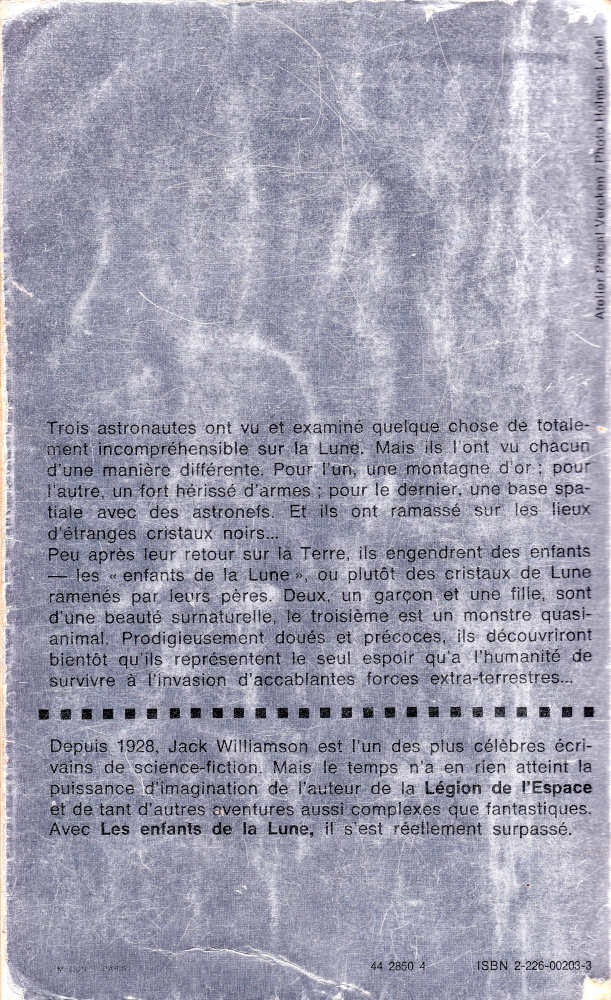 Atelier Pascal Vercken / Photo Holmes Lebel
Trois astronautes ont vu et examiné quelque chose de totale-
ment incompréhensible sur la Lune. Mais ils l'ont vu chacun
d'une manière différente. Pour l'un, une montagne d'or ; pour
l'autre, un fort hérissé d'armes ; pour le dernier, une base spa-
tiale avec des astronefs. Et ils ont ramassé sur les lieux
d'étranges cristaux noirs...
Peu après leur retour sur la Terre, ils engendrent des enfants
— les « enfants de la Lune », ou plutôt des cristaux de Lune
ramenés par leurs pères. Deux, un garçon et une fille, sont
d'une beauté surnaturelle, le troisième est un monstre quasi-
animal. Prodigieusement doués et précoces, ils découvriront
bientôt qu'ils représentent le seul espoir qu'a l'humanité de
survivre à l'invasion d'accablantes forces extra-terrestres...
Depuis 1928, Jack Williamson est l'un des plus célèbres écri-
vains de science-fiction. Mais le temps n'a en rien atteint la
puissance d'imagination de l'auteur de la Légion de l'Espace
et de tant d'autres aventures aussi complexes que fantastiques.
Avec Les enfants de la Lune, il s'est réellement surpassé.
44 2850 4
ISBN 2-226-00203-3